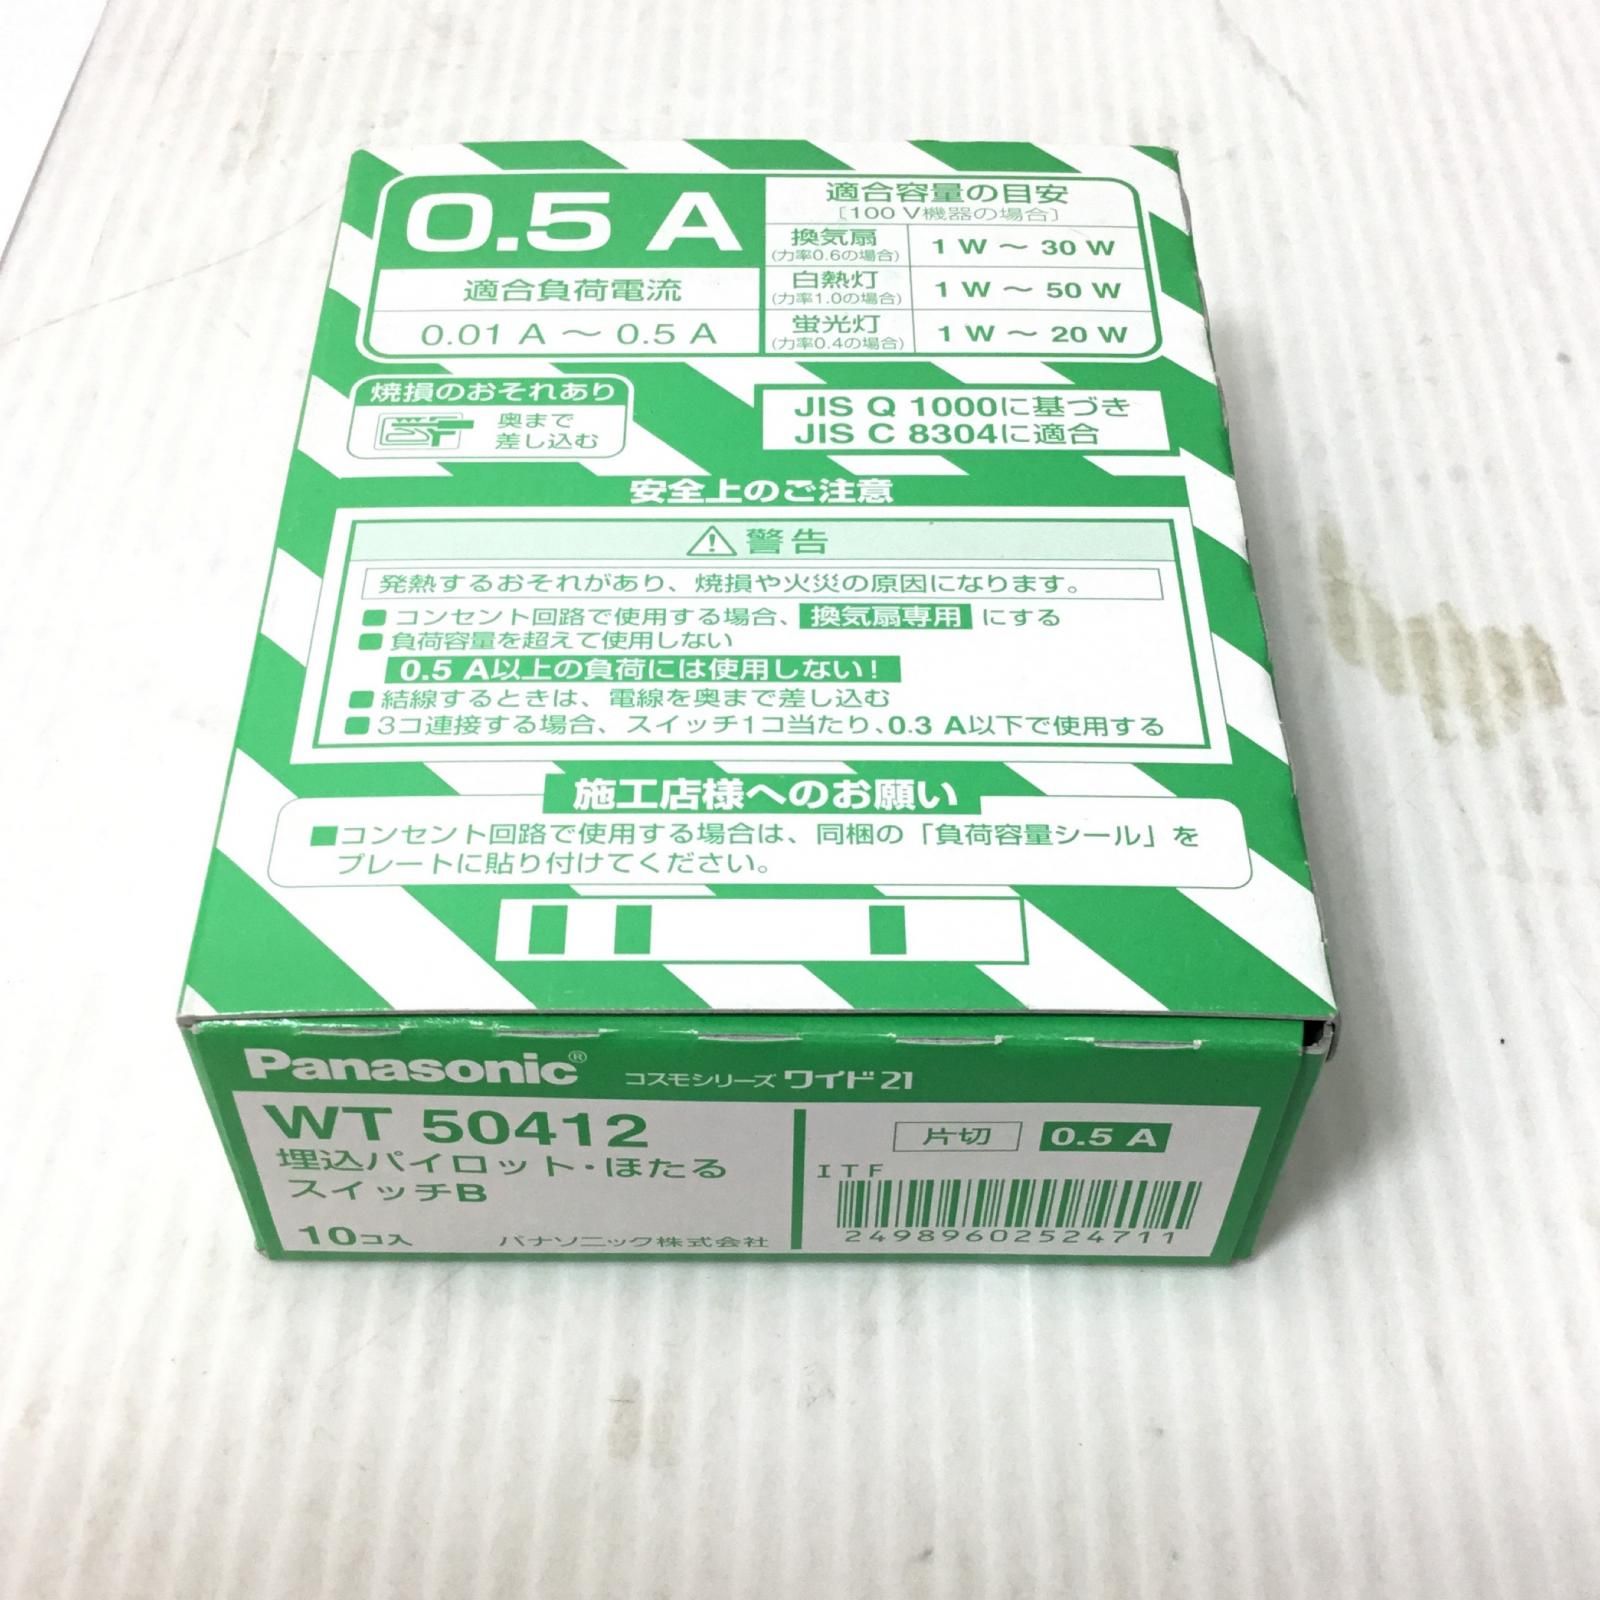 0.5 A
適合負荷電流
0.01 A ～ 0.5 A
適合容量の目安
〔100 V機器の場合〕
換気扇 1 W ～ 30 W
(力率0.6の場合)
白熱灯 1 W ～ 50 W
(力率1.0の場合)
蛍光灯 1 W ～ 20 W
(力率0.4の場合)
焼損のおそれあり
奥まで
差し込む
JIS Q 1000に基づき
JIS C 8304に適合
安全上のご注意
警告
発熱するおそれがあり、焼損や火災の原因になります。
■コンセント回路で使用する場合、換気扇専用にする
■負荷容量を超えて使用しない
0.5 A以上の負荷には使用しない！
■結線するときは、電線を奥まで差し込む
■3コ連接する場合、スイッチ1コ当たり、0.3 A以下で使用する
施工店様へのお願い
■コンセント回路で使用する場合は、同梱の「負荷容量シール」を
プレートに貼り付けてください。
Panasonic® コスモシリーズ ワイド21
WT 50412
埋込パイロット・ほたる
スイッチB
10コ入 パナソニック株式会社
片切 0.5 A
ITF
24989602524711